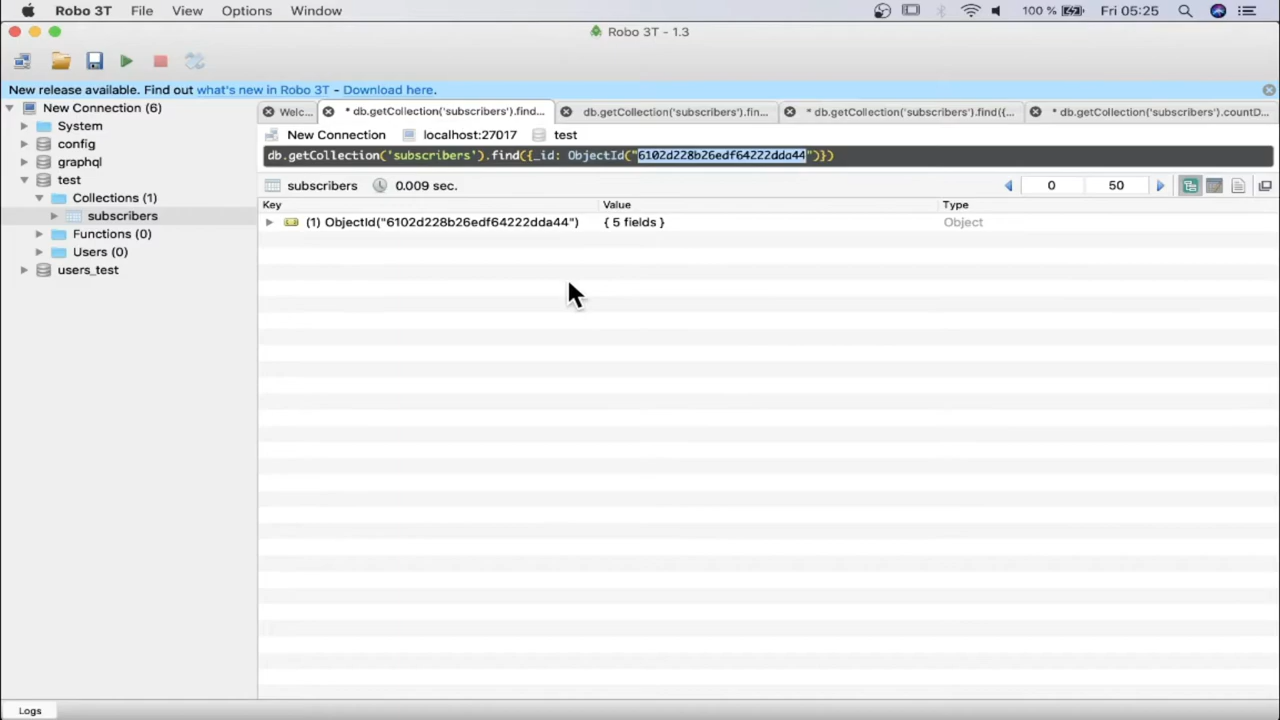 Robo 3T File View Options Window 100 % Fri 05:25
Robo 3T - 1.3
New release available. Find out what's new in Robo 3T - Download here.
New Connection (6)
System
config
graphql
test
Collections (1)
subscribers
Functions (0)
Users (0)
users_test
Welc... * db.getCollection('subscribers').find... db.getCollection('subscribers').fin... * db.getCollection('subscribers').find({... * db.getCollection('subscribers').countD...
New Connection localhost:27017 test
db.getCollection('subscribers').find({_id: ObjectId("6102d228b26edf64222dda44")})
subscribers 0.009 sec. 0 50
Key Value Type
(1) ObjectId("6102d228b26edf64222dda44") { 5 fields } Object
Logs